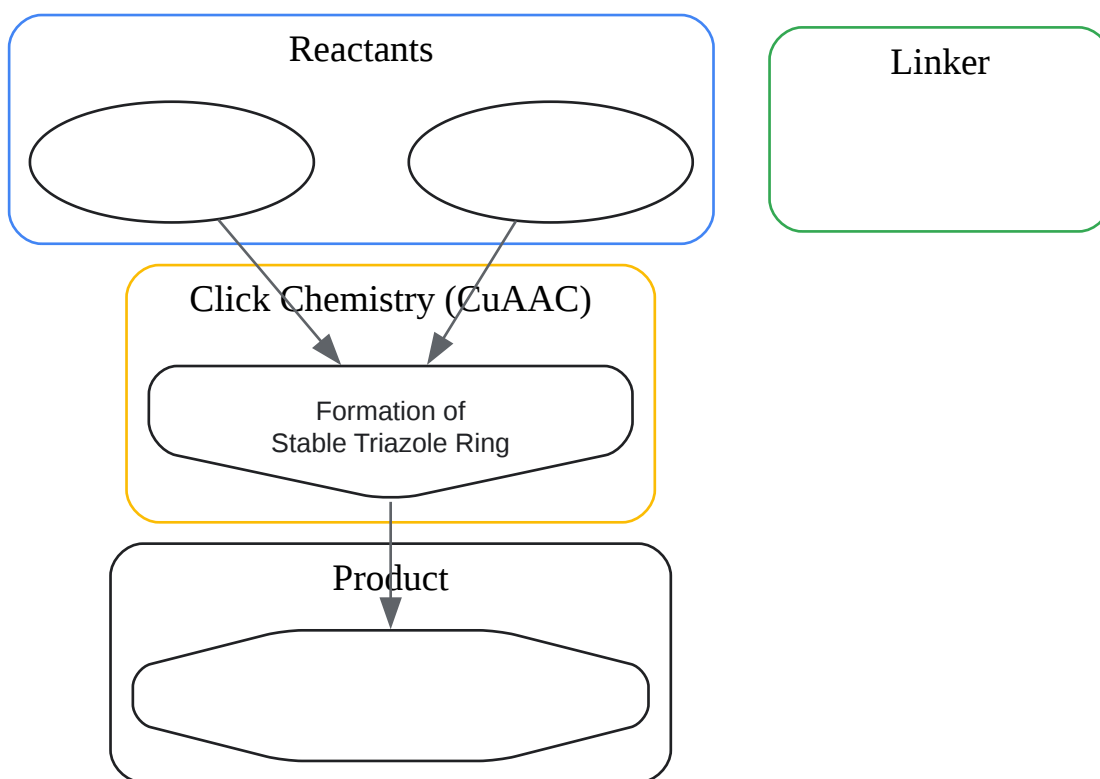 Reactants
Linker
Click Chemistry (CuAAC)
Formation of
Stable Triazole Ring
Product